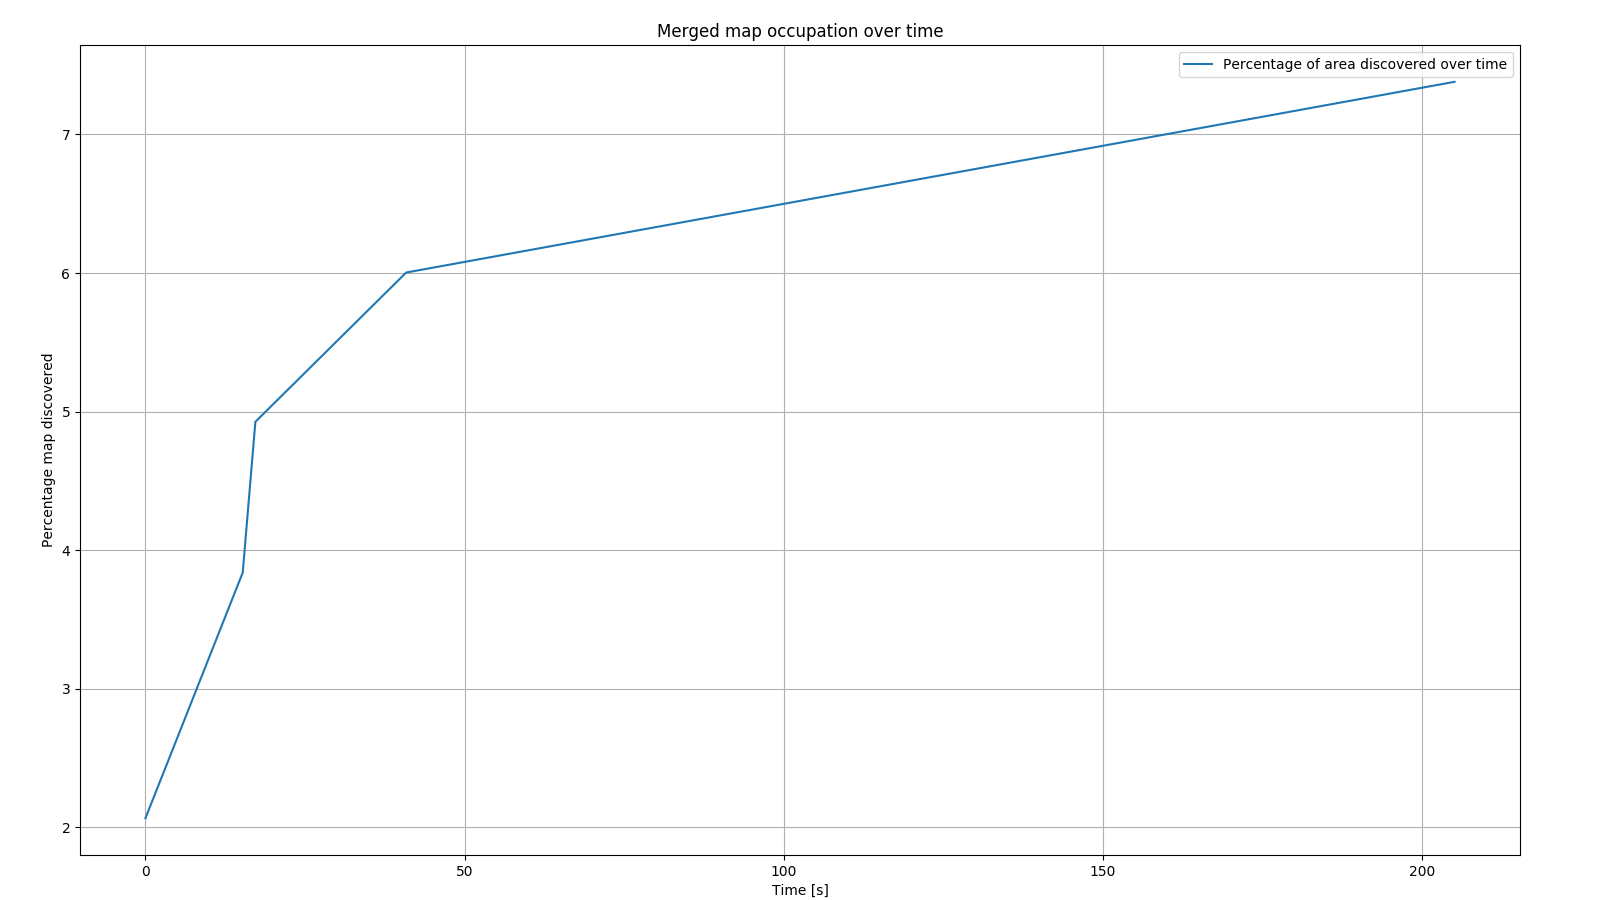 Merged map occupation over time
Percentage of area discovered over time
7
6
5
4
3
2
Percentage map discovered
0 50 100 150 200
Time [s]